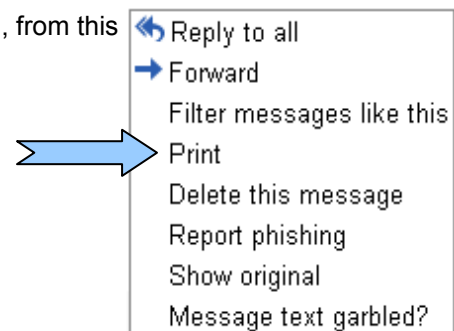 , from this
Reply to all
Forward
Filter messages like this
Print
Delete this message
Report phishing
Show original
Message text garbled?